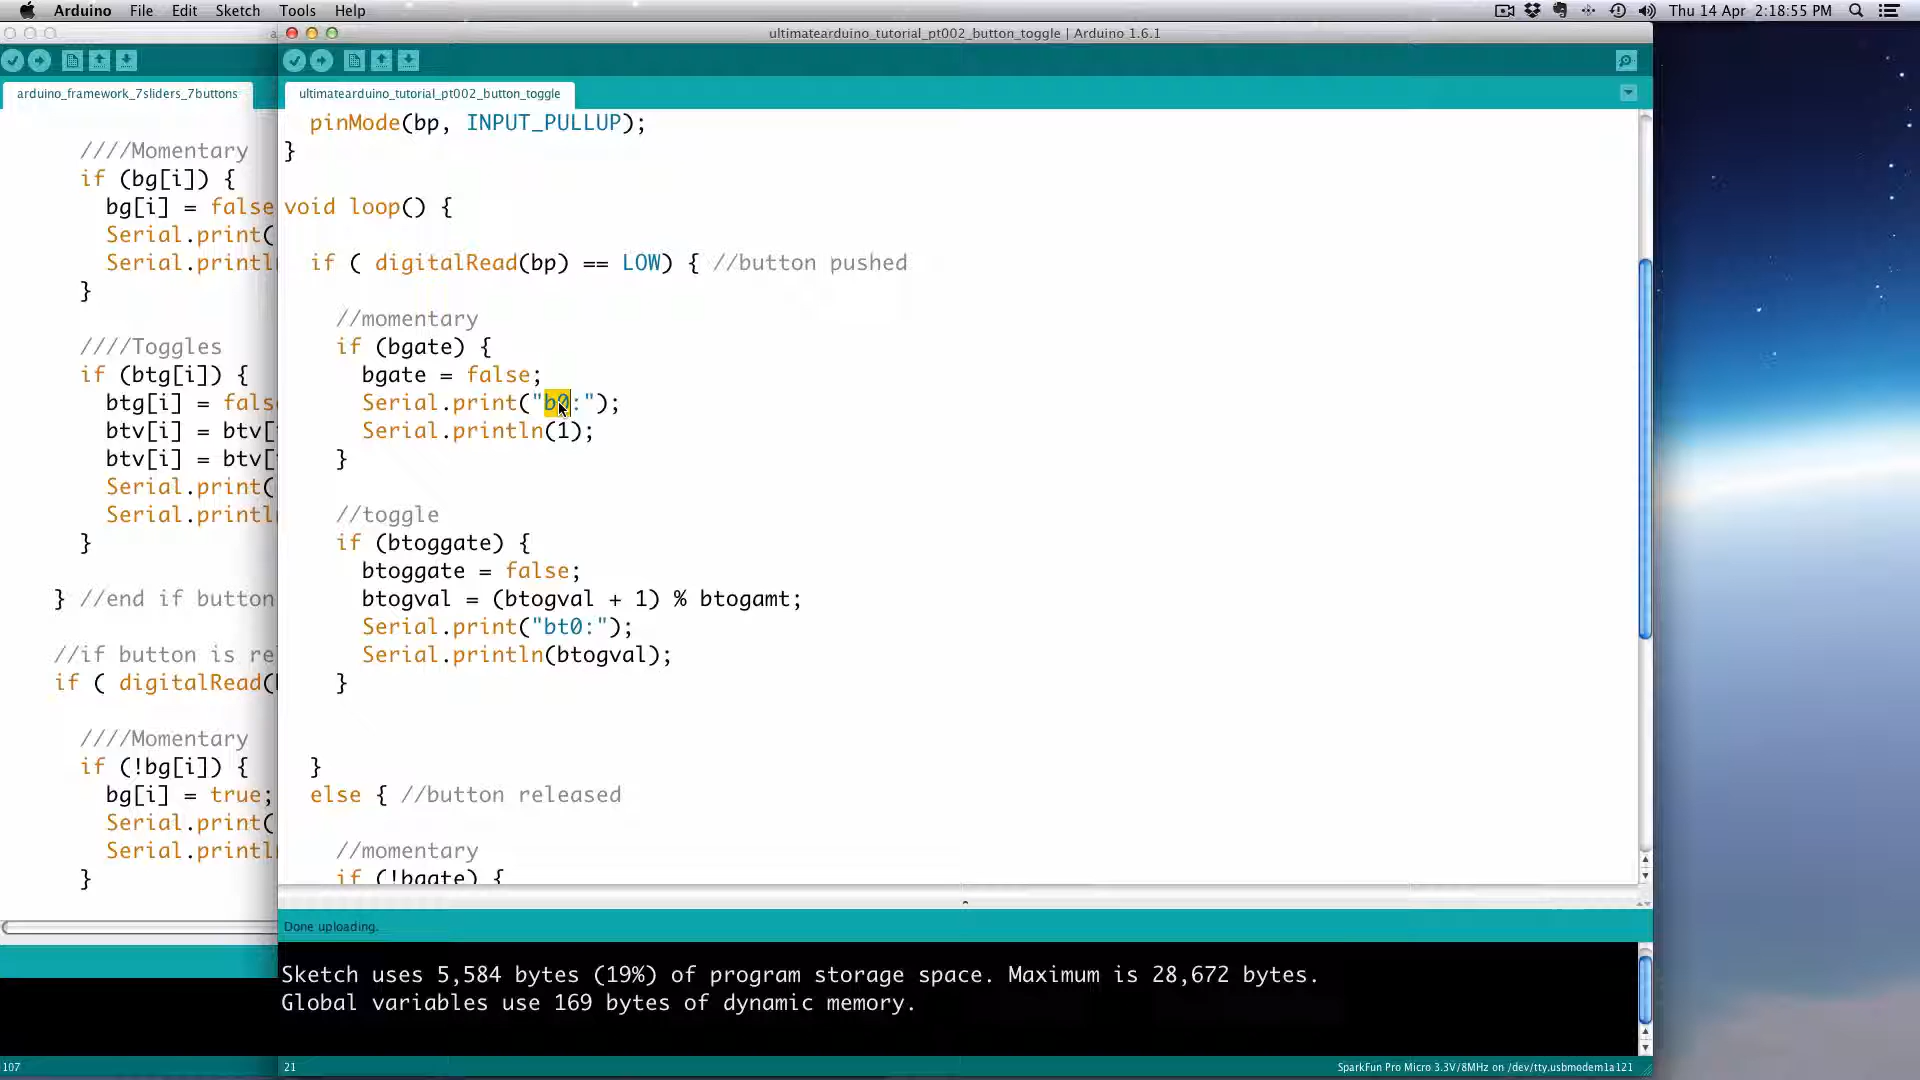 Arduino File Edit Sketch Tools Help Thu 14 Apr 2:18:55 PM
ultimatearduino_tutorial_pt002_button_toggle | Arduino 1.6.1
arduino_framework_7sliders_7buttons
////Momentary
if (bg[i]) {
bg[i] = false
Serial.print(
Serial.println
}
////Toggles
if (btg[i]) {
btg[i] = fals
btv[i] = btv[
btv[i] = btv[
Serial.print(
Serial.println
}
} //end if button
//if button is re
if ( digitalRead(
////Momentary
if (!bg[i]) {
bg[i] = true;
Serial.print(
Serial.println
}
107
ultimatearduino_tutorial_pt002_button_toggle
pinMode(bp, INPUT_PULLUP);
}
void loop() {
if ( digitalRead(bp) == LOW) { //button pushed
//momentary
if (bgate) {
bgate = false;
Serial.print("b0:");
Serial.println(1);
}
//toggle
if (btoggate) {
btoggate = false;
btogval = (btogval + 1) % btogamt;
Serial.print("bt0:");
Serial.println(btogval);
}
}
else { //button released
//momentary
if (!bgate) {
Done uploading.
Sketch uses 5,584 bytes (19%) of program storage space. Maximum is 28,672 bytes.
Global variables use 169 bytes of dynamic memory.
21 SparkFun Pro Micro 3.3V/8MHz on /dev/tty.usbmodem1a121